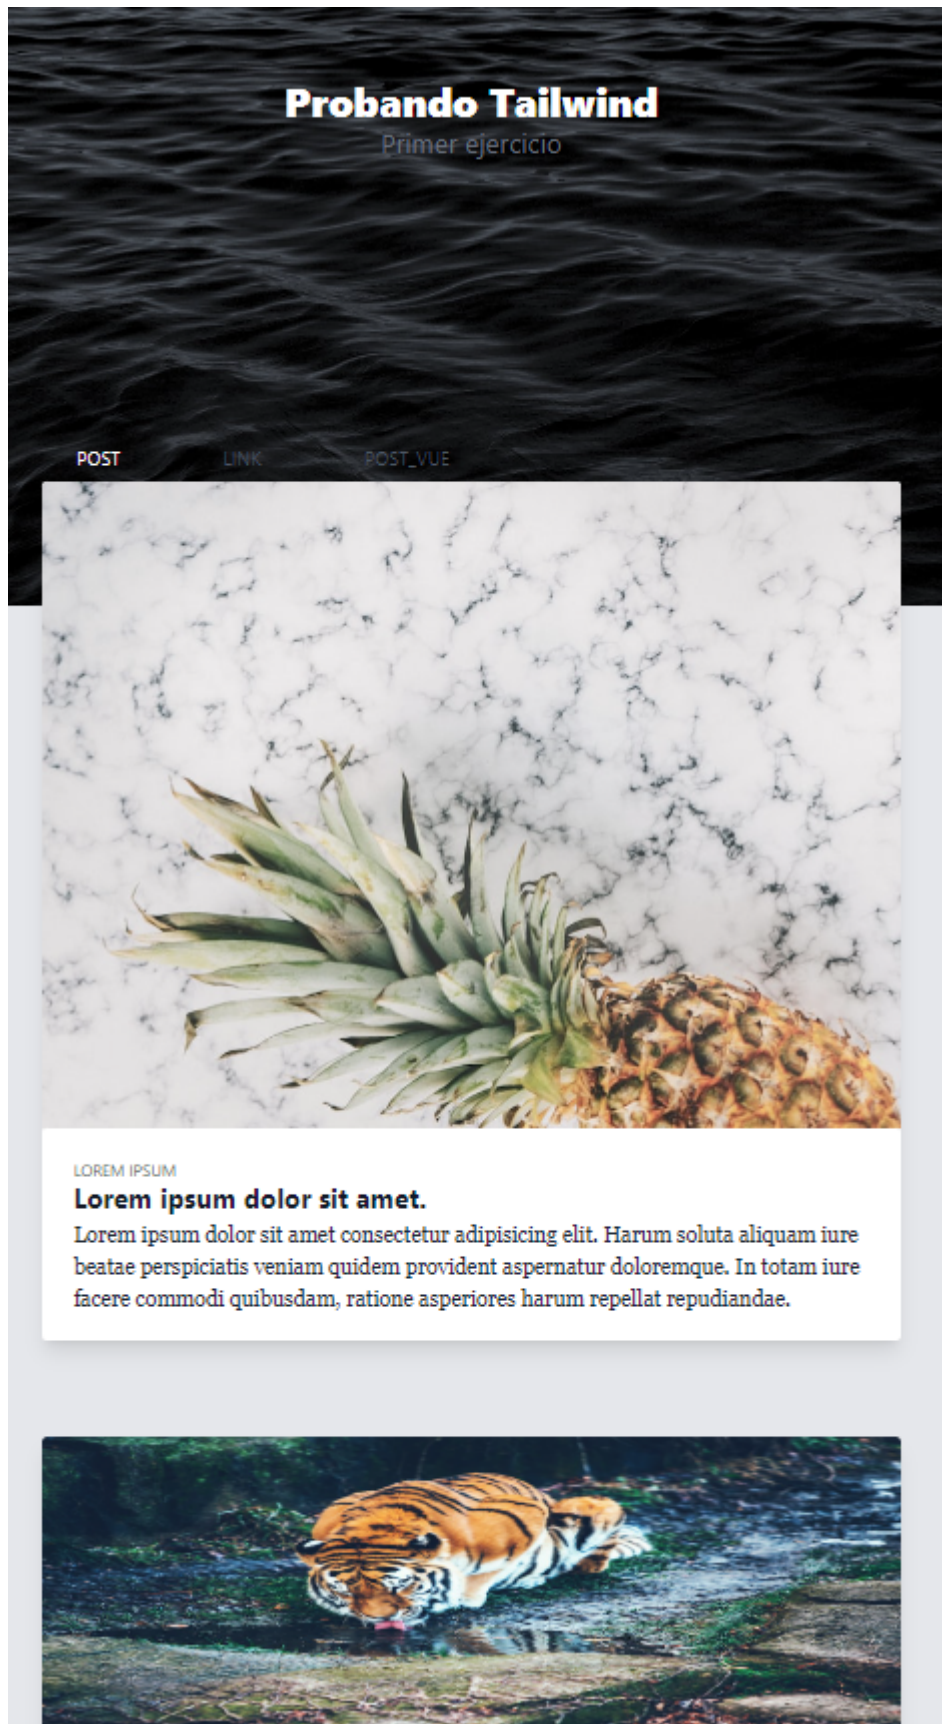 Probando Tailwind
Primer ejercicio
POST LINK POST_VUE
LOREM IPSUM
Lorem ipsum dolor sit amet.
Lorem ipsum dolor sit amet consectetur adipisicing elit. Harum soluta aliquam iure
beatae perspiciatis veniam quidem provident aspernatur doloremque. In totam iure
facere commodi quibusdam, ratione asperiores harum repellat repudiandae.